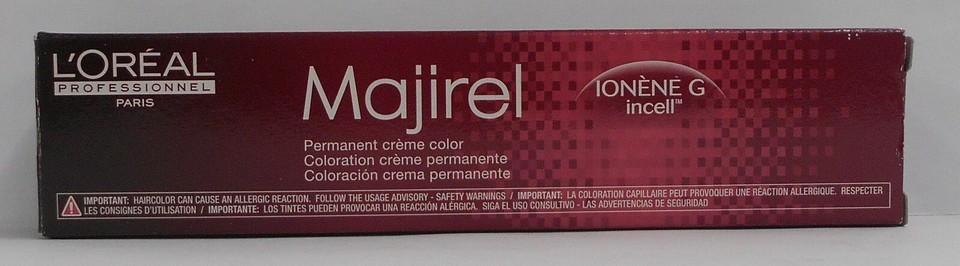 L'ORÉAL
PROFESSIONNEL
PARIS
Majirel
IONÈNE G
incell™
Permanent crème color
Coloration crème permanente
Coloración crema permanente
IMPORTANT: HAIRCOLOR CAN CAUSE AN ALLERGIC REACTION. FOLLOW THE USAGE ADVISORY - SAFETY WARNINGS / IMPORTANT: LA COLORATION CAPILLAIRE PEUT PROVOQUER UNE RÉACTION ALLERGIQUE. RESPECTER
LES CONSIGNES D'UTILISATION / IMPORTANTE: LOS TINTES PUEDEN PROVOCAR UNA REACCIÓN ALÉRGICA. SIGA EL USO CONSULTIVO - LAS ADVERTENCIAS DE SEGURIDAD